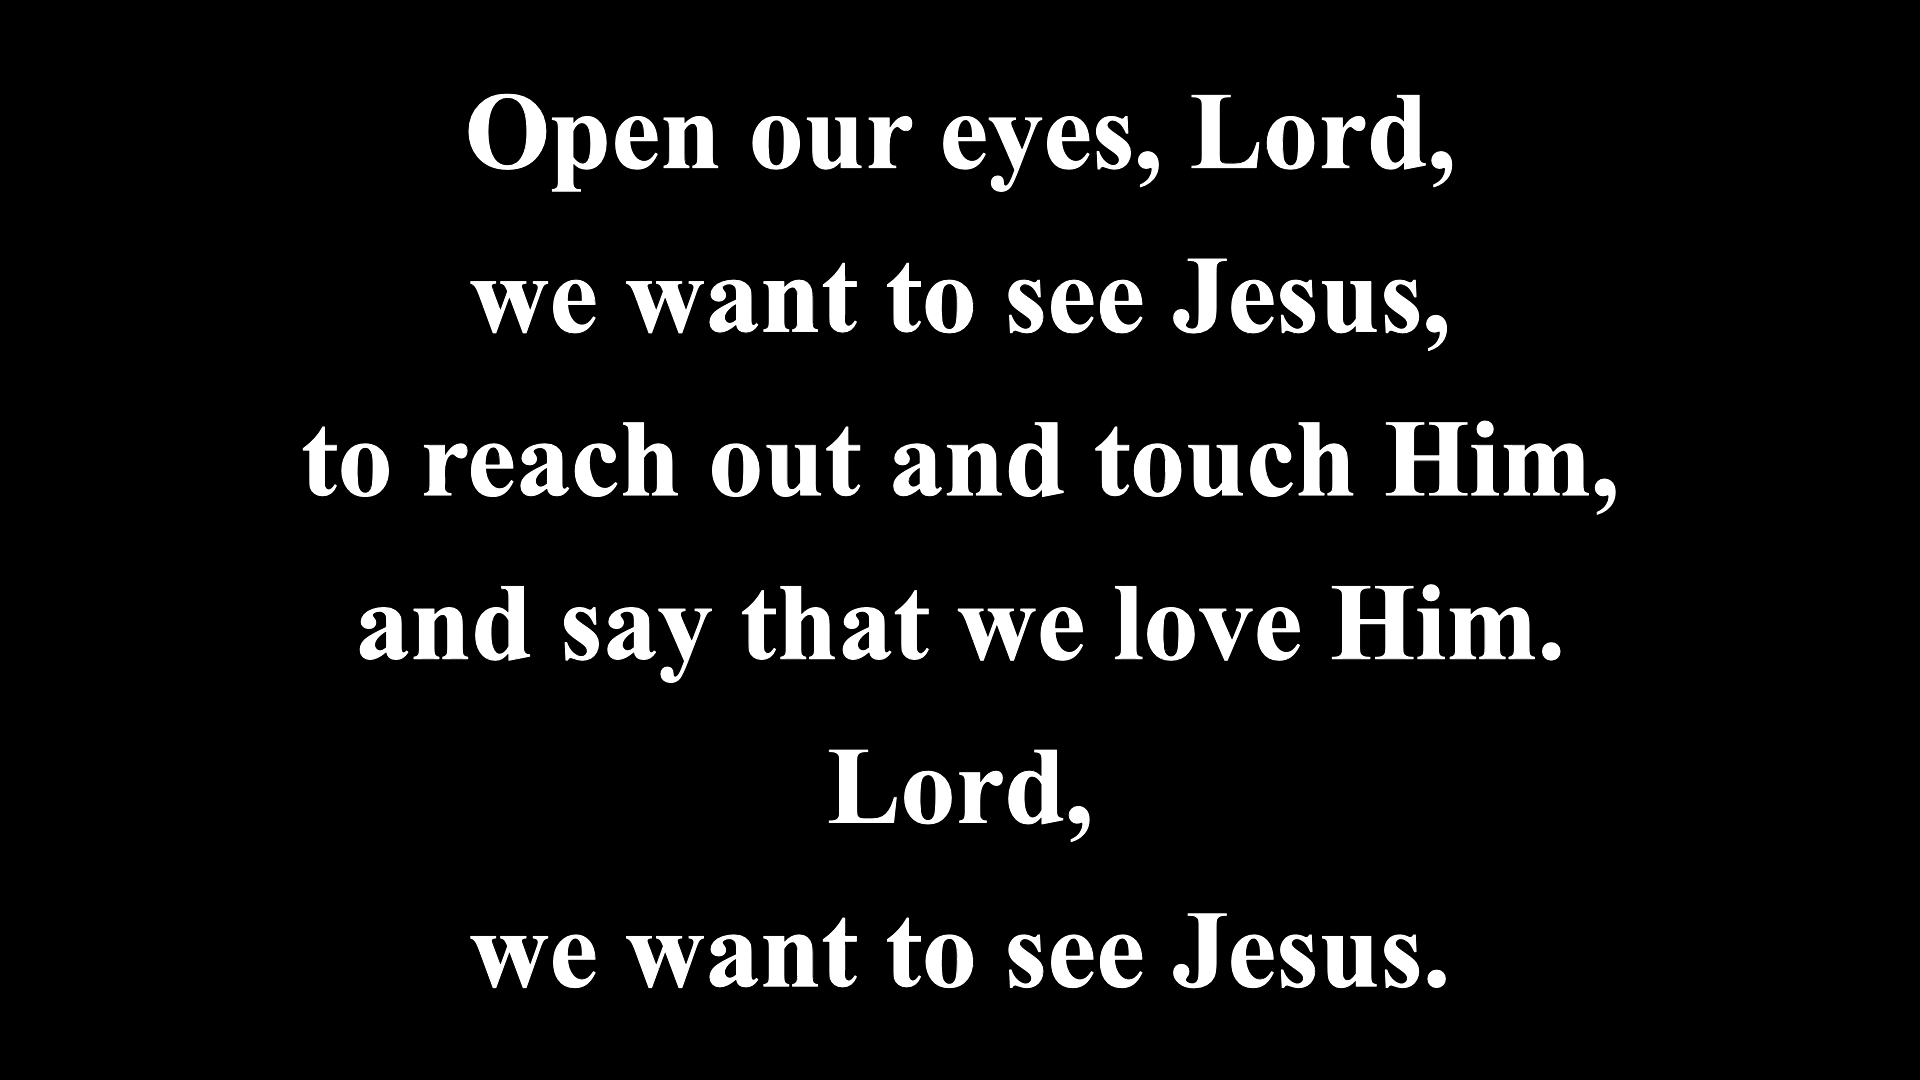 Open our eyes, Lord,
we want to see Jesus,
to reach out and touch Him,
and say that we love Him.
Lord,
we want to see Jesus.